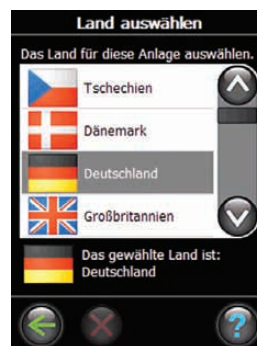 Land auswählen
Das Land für diese Anlage auswählen.
Tschechien
Dänemark
Deutschland
Großbritannien
Das gewählte Land ist:
Deutschland
?